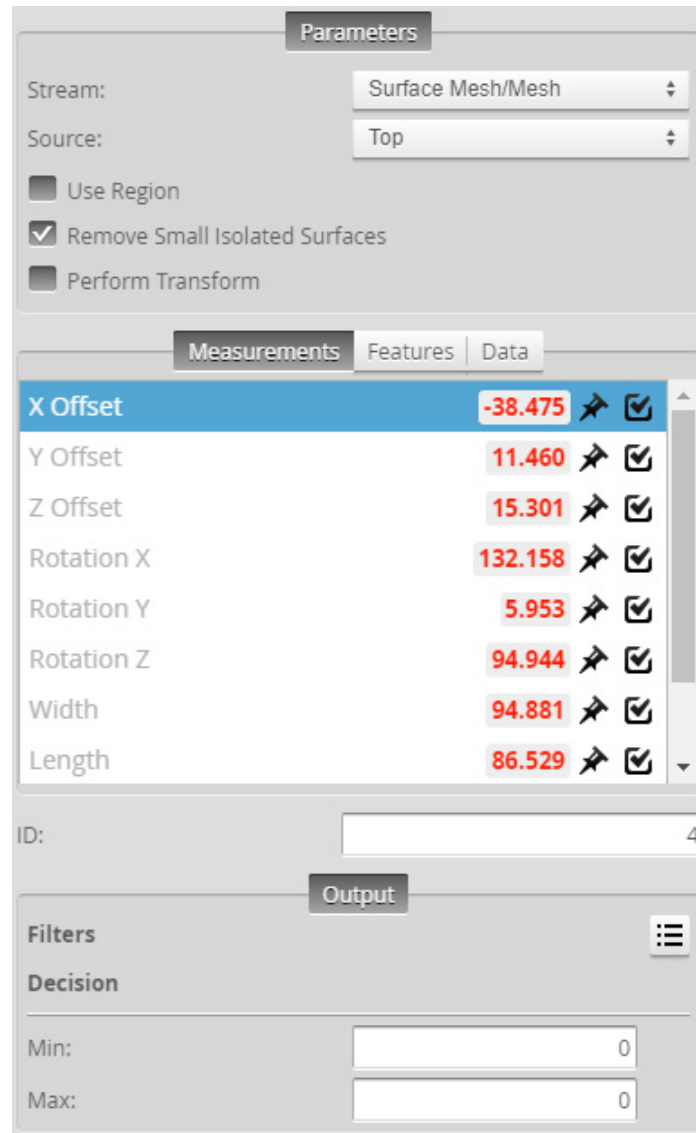 Parameters
Stream: Surface Mesh/Mesh
Source: Top
Use Region
Remove Small Isolated Surfaces
Perform Transform
Measurements Features Data
X Offset -38.475
Y Offset 11.460
Z Offset 15.301
Rotation X 132.158
Rotation Y 5.953
Rotation Z 94.944
Width 94.881
Length 86.529
ID: 4
Output
Filters
Decision
Min: 0
Max: 0